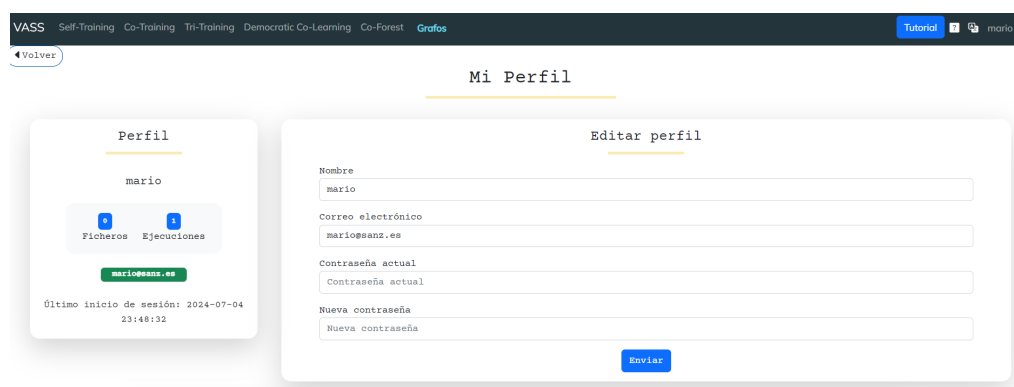 VASS Self-Training Co-Training Tri-Training Democratic Co-Learning Co-Forest Grafos Tutorial ? mario
Volver
Mi Perfil
Perfil
mario
0 1
Ficheros Ejecuciones
mario@sanz.es
Último inicio de sesión: 2024-07-04
23:48:32
Editar perfil
Nombre
mario
Correo electrónico
mario@sanz.es
Contraseña actual
Contraseña actual
Nueva contraseña
Nueva contraseña
Enviar